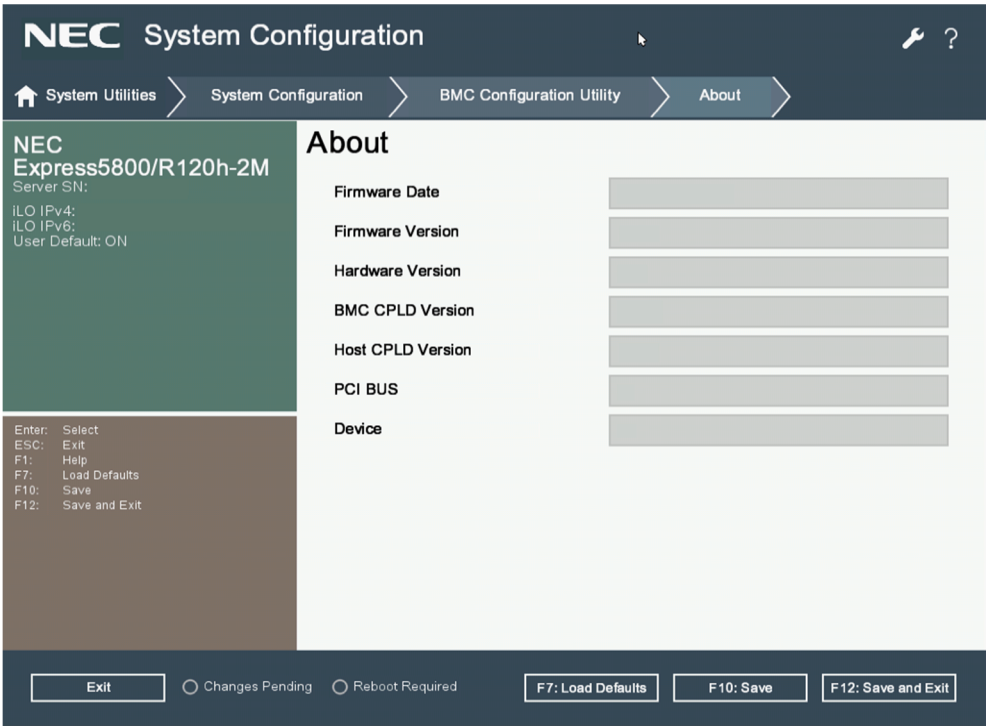 NEC System Configuration ?
System Utilities System Configuration BMC Configuration Utility About
NEC
Express5800/R120h-2M
Server SN:
iLO IPv4:
iLO IPv6:
User Default: ON
Enter: Select
ESC: Exit
F1: Help
F7: Load Defaults
F10: Save
F12: Save and Exit
About
Firmware Date
Firmware Version
Hardware Version
BMC CPLD Version
Host CPLD Version
PCI BUS
Device
Exit Changes Pending Reboot Required F7: Load Defaults F10: Save F12: Save and Exit